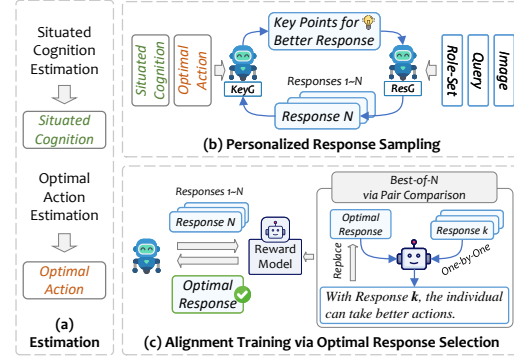 Situated
Cognition
Estimation
Situated
Cognition
Optimal
Action
Estimation
Optimal
Action
(a)
Estimation
Situated
Cognition
Optimal
Action
KeyG
Key Points for
Better Response
Responses 1~N
Response N
ResG
Role-Set
Query
Image
(b) Personalized Response Sampling
Responses 1~N
Response N
Reward
Model
Optimal
Response
Best-of-N
via Pair Comparison
Optimal
Response
Response k
Replace
One-by-One
With Response k, the individual
can take better actions.
(c) Alignment Training via Optimal Response Selection